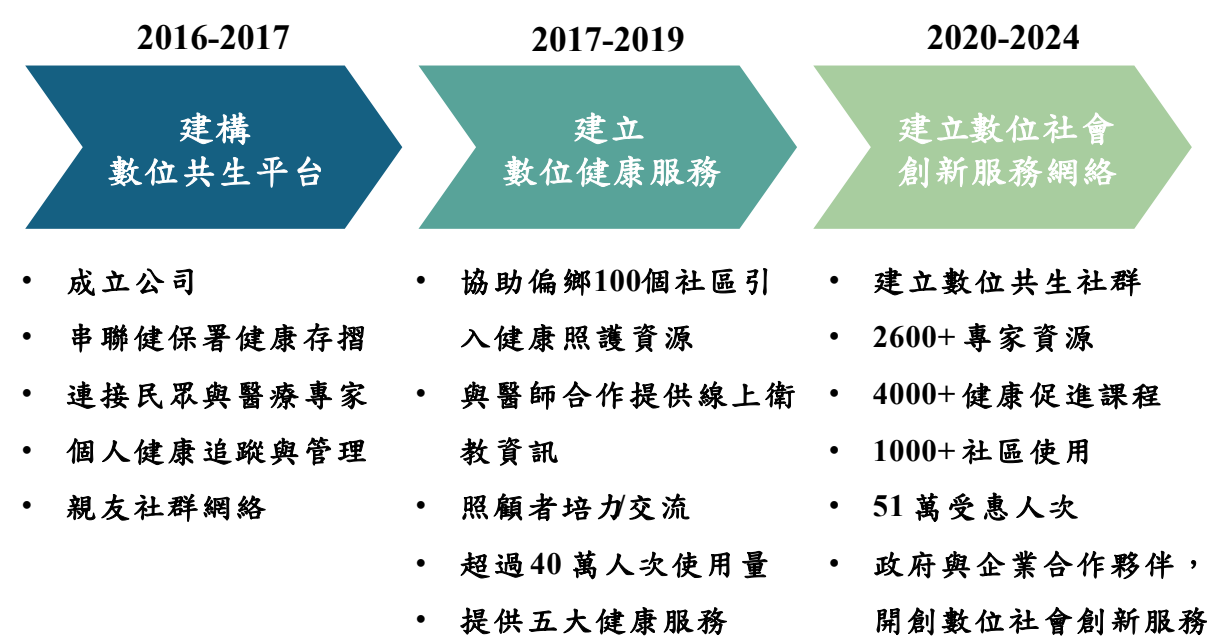 2016-2017
建構
數位共生平台
• 成立公司
• 串聯健保署健康存摺
• 連接民眾與醫療專家
• 個人健康追蹤與管理
• 親友社群網絡
2017-2019
建立
數位健康服務
• 協助偏鄉100個社區引
入健康照護資源
• 與醫師合作提供線上衛
教資訊
• 照顧者培力/交流
• 超過40萬人次使用量
• 提供五大健康服務
2020-2024
建立數位社會
創新服務網絡
• 建立數位共生社群
• 2600+專家資源
• 4000+健康促進課程
• 1000+社區使用
• 51萬受惠人次
• 政府與企業合作夥伴，
開創數位社會創新服務